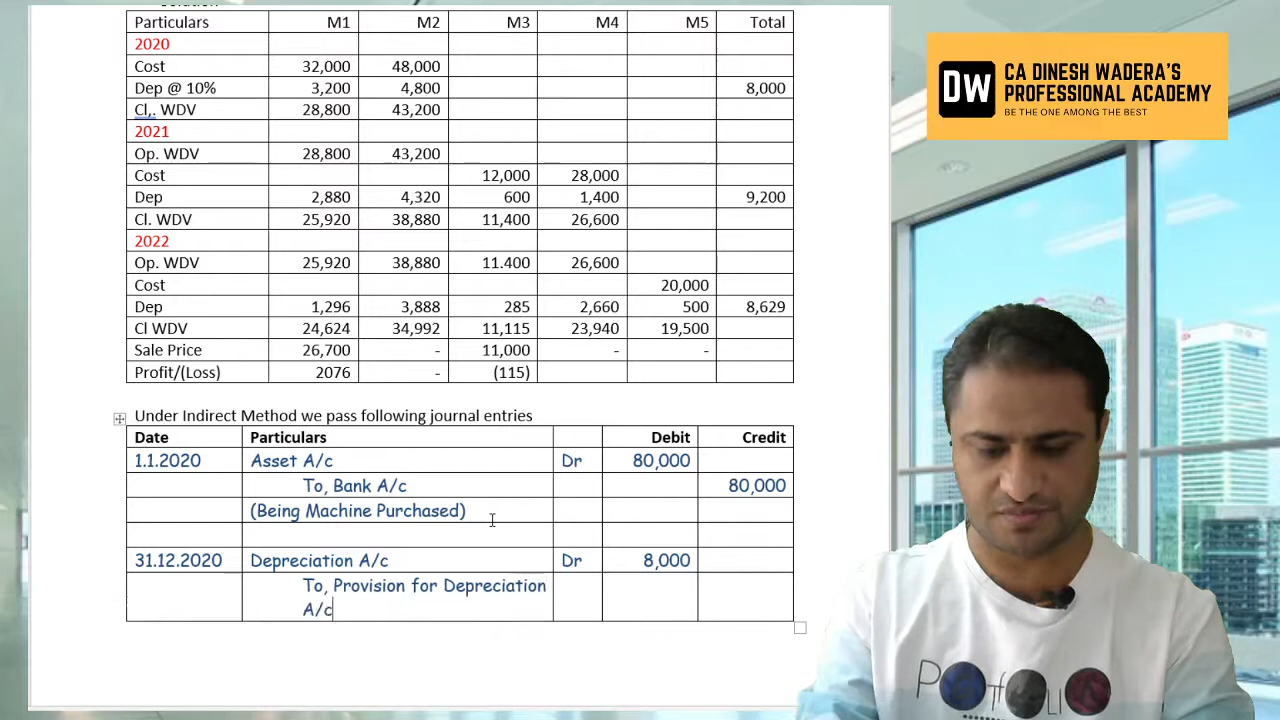 Particulars M1 M2 M3 M4 M5 Total
2020
Cost 32,000 48,000
Dep @ 10% 3,200 4,800 8,000
Cl,. WDV 28,800 43,200
2021
Op. WDV 28,800 43,200
Cost 12,000 28,000
Dep 2,880 4,320 600 1,400 9,200
Cl. WDV 25,920 38,880 11,400 26,600
2022
Op. WDV 25,920 38,880 11.400 26,600
Cost 20,000
Dep 1,296 3,888 285 2,660 500 8,629
Cl WDV 24,624 34,992 11,115 23,940 19,500
Sale Price 26,700 - 11,000 - -
Profit/(Loss) 2076 - (115)
Under Indirect Method we pass following journal entries
Date Particulars Debit Credit
1.1.2020 Asset A/c Dr 80,000
To, Bank A/c 80,000
(Being Machine Purchased)
31.12.2020 Depreciation A/c Dr 8,000
To, Provision for Depreciation
A/c
DW
CA DINESH WADERA'S
PROFESSIONAL ACADEMY
BE THE ONE AMONG THE BEST